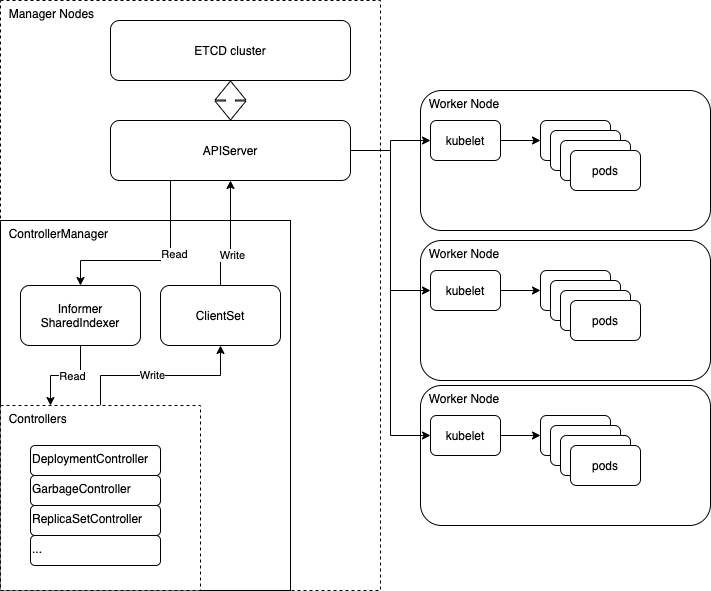 Manager Nodes
ETCD cluster
APIServer
ControllerManager
Read
Write
Informer
SharedIndexer
ClientSet
Read
Write
Controllers
DeploymentController
GarbageController
ReplicaSetController
...
Worker Node
kubelet
pods
Worker Node
kubelet
pods
Worker Node
kubelet
pods